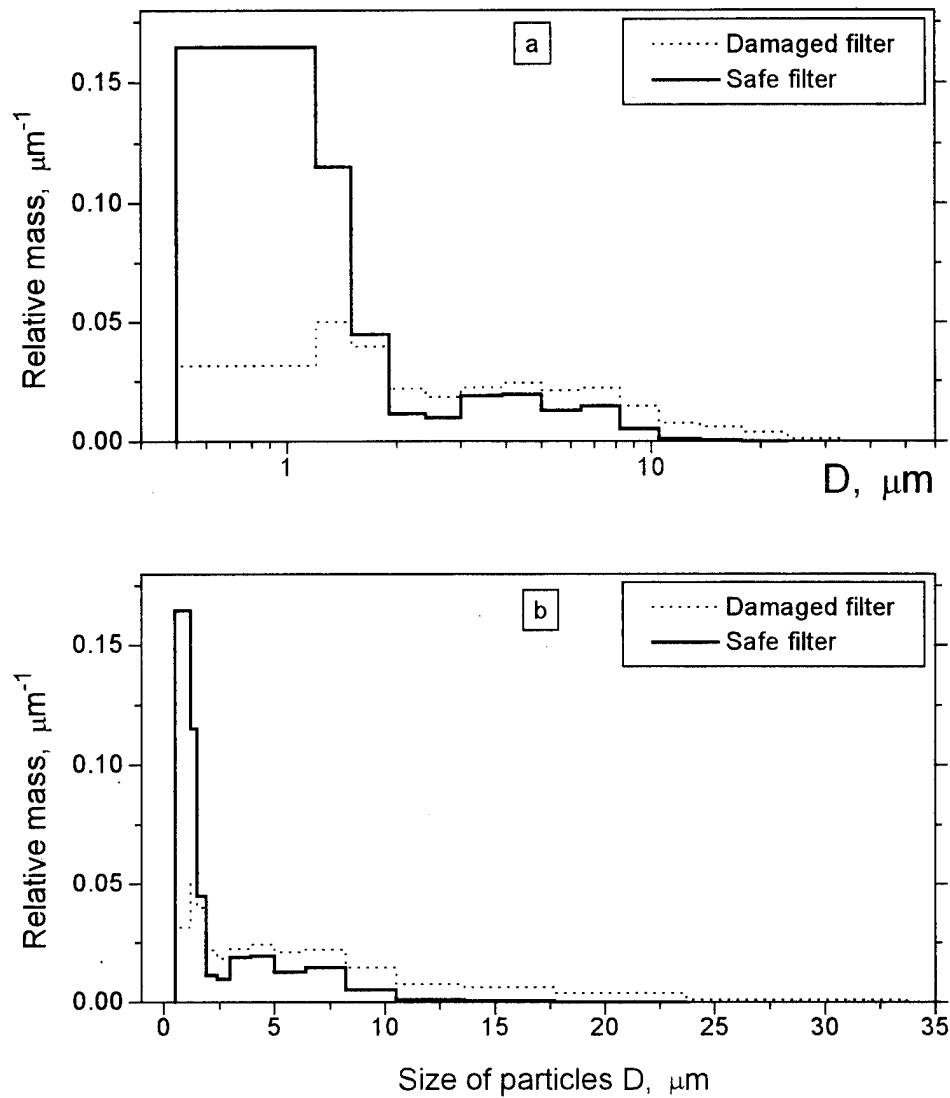 a
Damaged filter
Safe filter
Relative mass, μm⁻¹
0.15
0.10
0.05
0.00
1
10
D, μm
b
Damaged filter
Safe filter
Relative mass, μm⁻¹
0.15
0.10
0.05
0.00
0 5 10 15 20 25 30 35
Size of particles D, μm